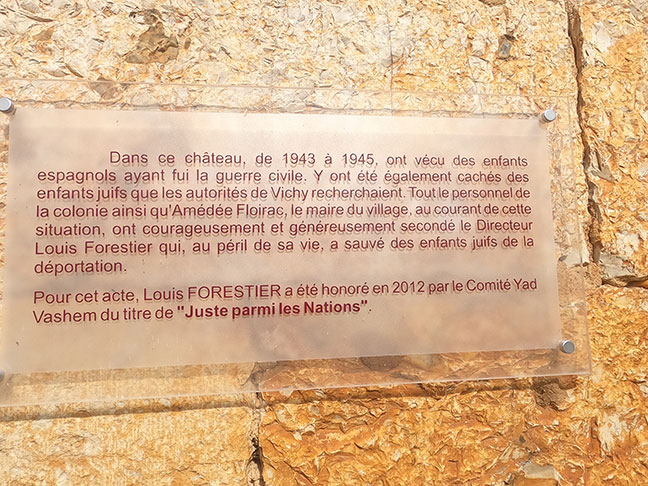 Dans ce château, de 1943 à 1945, ont vécu des enfants
espagnols ayant fui la guerre civile. Y ont été également cachés des
enfants juifs que les autorités de Vichy recherchaient. Tout le personnel de
la colonie ainsi qu'Amédée Floirac, le maire du village, au courant de cette
situation, ont courageusement et généreusement secondé le Directeur
Louis Forestier qui, au péril de sa vie, a sauvé des enfants juifs de la
déportation.
Pour cet acte, Louis FORESTIER a été honoré en 2012 par le Comité Yad
Vashem du titre de "Juste parmi les Nations".